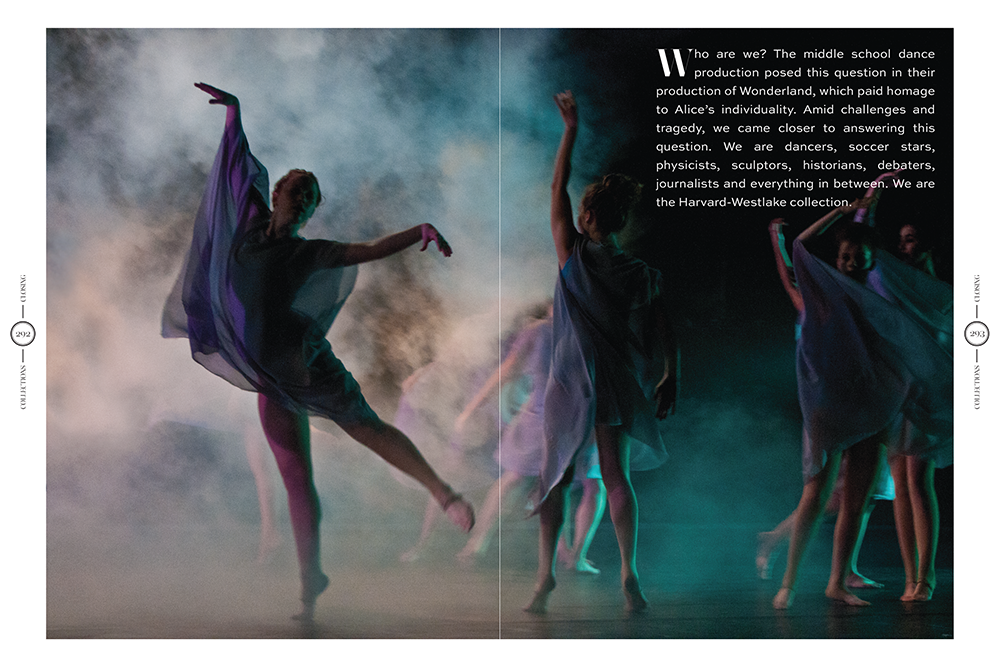 Who are we? The middle school dance
production posed this question in their
production of Wonderland, which paid homage
to Alice's individuality. Amid challenges and
tragedy, we came closer to answering this
question. We are dancers, soccer stars,
physicists, sculptors, historians, debaters,
journalists and everything in between. We are
the Harvard-Westlake collection.
COLLECTIONS — 292 — CLOSING
COLLECTIONS — 293 — CLOSING